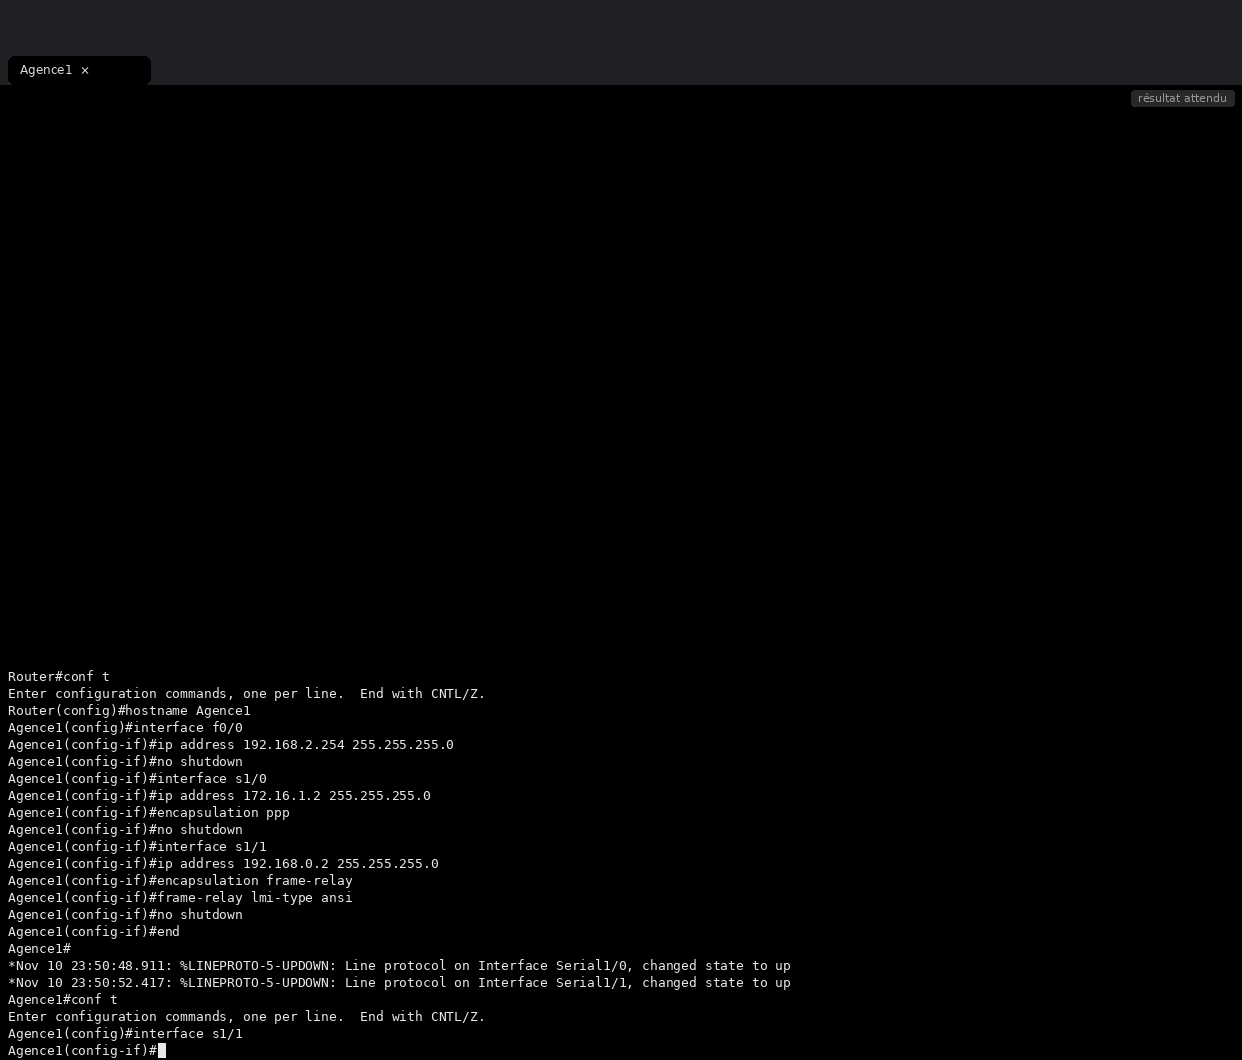 Agence1 ×
résultat attendu
Router#conf t
Enter configuration commands, one per line.  End with CNTL/Z.
Router(config)#hostname Agence1
Agence1(config)#interface f0/0
Agence1(config-if)#ip address 192.168.2.254 255.255.255.0
Agence1(config-if)#no shutdown
Agence1(config-if)#interface s1/0
Agence1(config-if)#ip address 172.16.1.2 255.255.255.0
Agence1(config-if)#encapsulation ppp
Agence1(config-if)#no shutdown
Agence1(config-if)#interface s1/1
Agence1(config-if)#ip address 192.168.0.2 255.255.255.0
Agence1(config-if)#encapsulation frame-relay
Agence1(config-if)#frame-relay lmi-type ansi
Agence1(config-if)#no shutdown
Agence1(config-if)#end
Agence1#
*Nov 10 23:50:48.911: %LINEPROTO-5-UPDOWN: Line protocol on Interface Serial1/0, changed state to up
*Nov 10 23:50:52.417: %LINEPROTO-5-UPDOWN: Line protocol on Interface Serial1/1, changed state to up
Agence1#conf t
Enter configuration commands, one per line.  End with CNTL/Z.
Agence1(config)#interface s1/1
Agence1(config-if)#